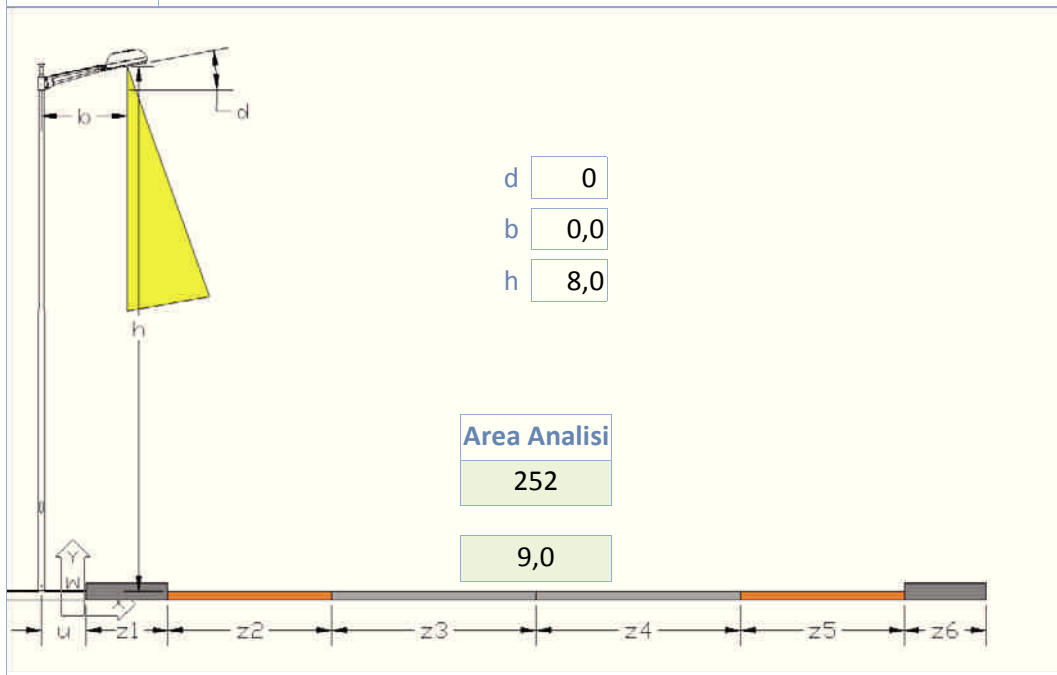 d
b
d 0
b 0,0
h 8,0
h
Area Analisi
252
9,0
Y
W
X
u z1 z2 z3 z4 z5 z6